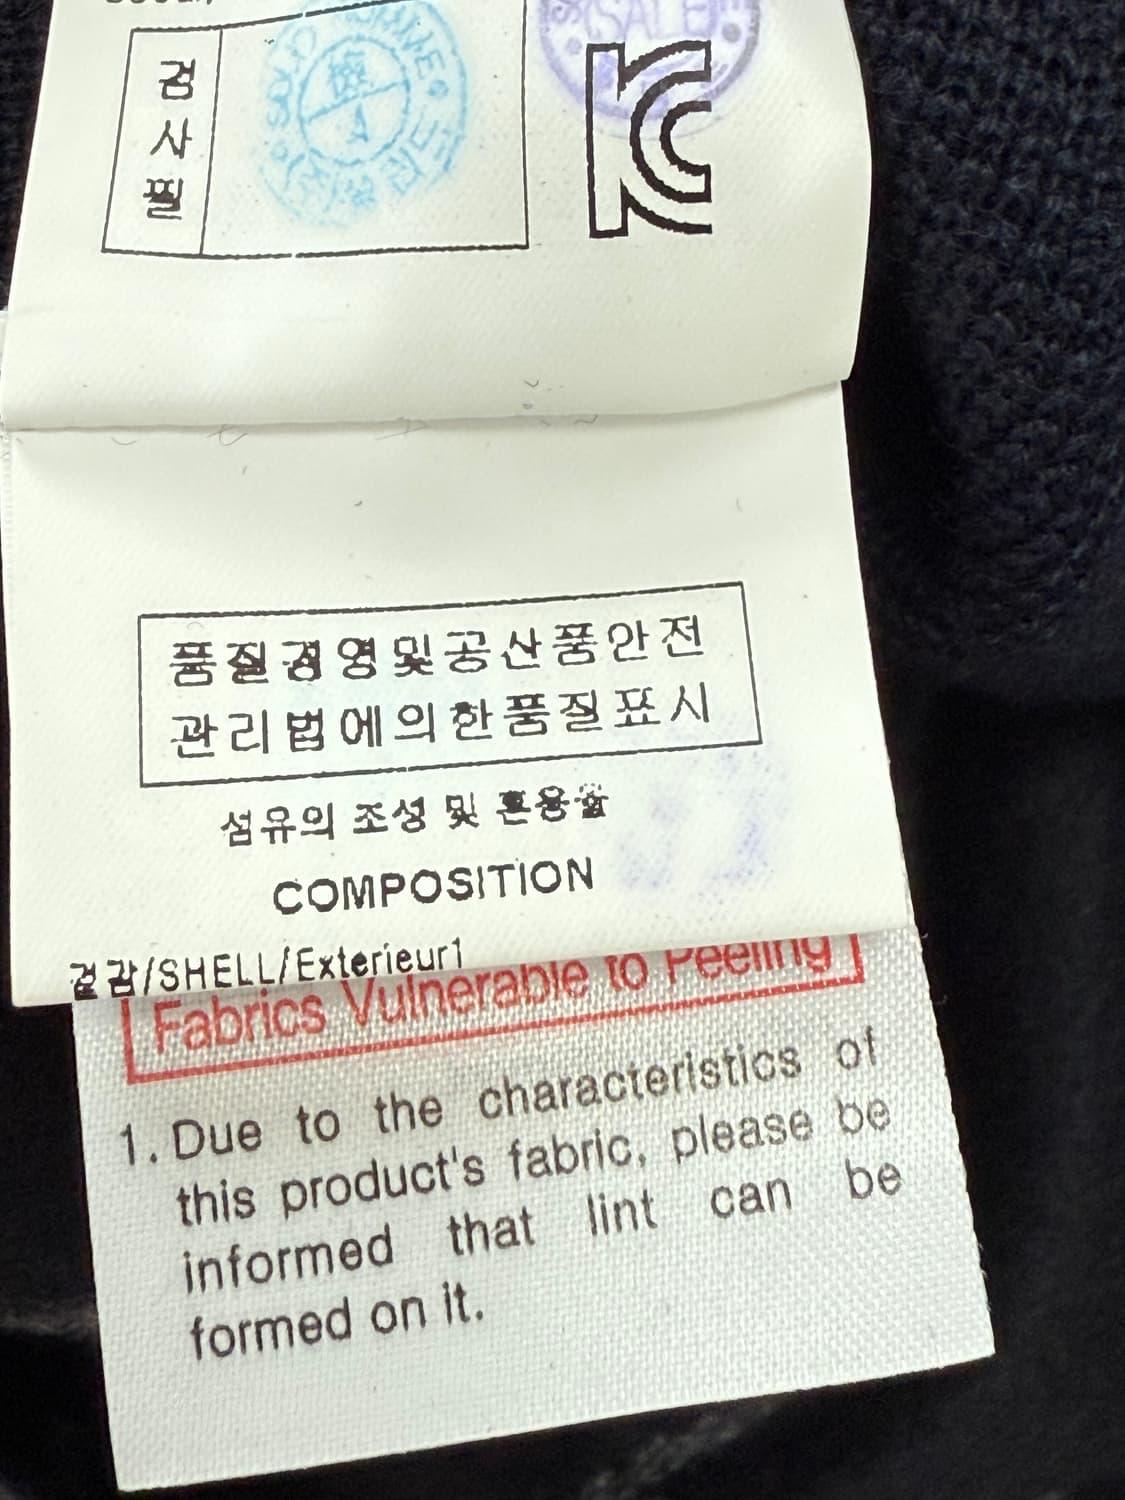 검사필
KC
품질경영및공산품안전
관리법에의한품질표시
섬유의 조성 및 혼용율
COMPOSITION
겉감/SHELL/Exterieur1
Fabrics Vulnerable to Peeling
1. Due to the characteristics of
this product's fabric, please be
informed that lint can be
formed on it.